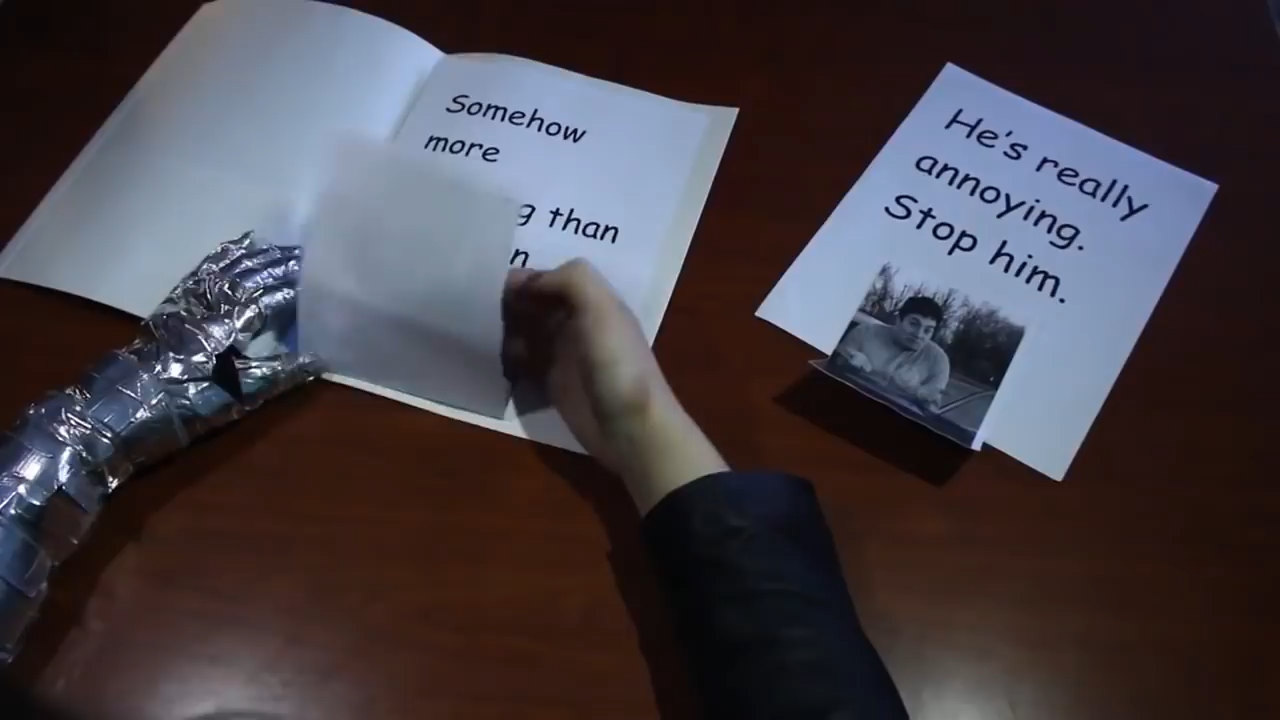 Somehow
more
than
He's really
annoying.
Stop him.